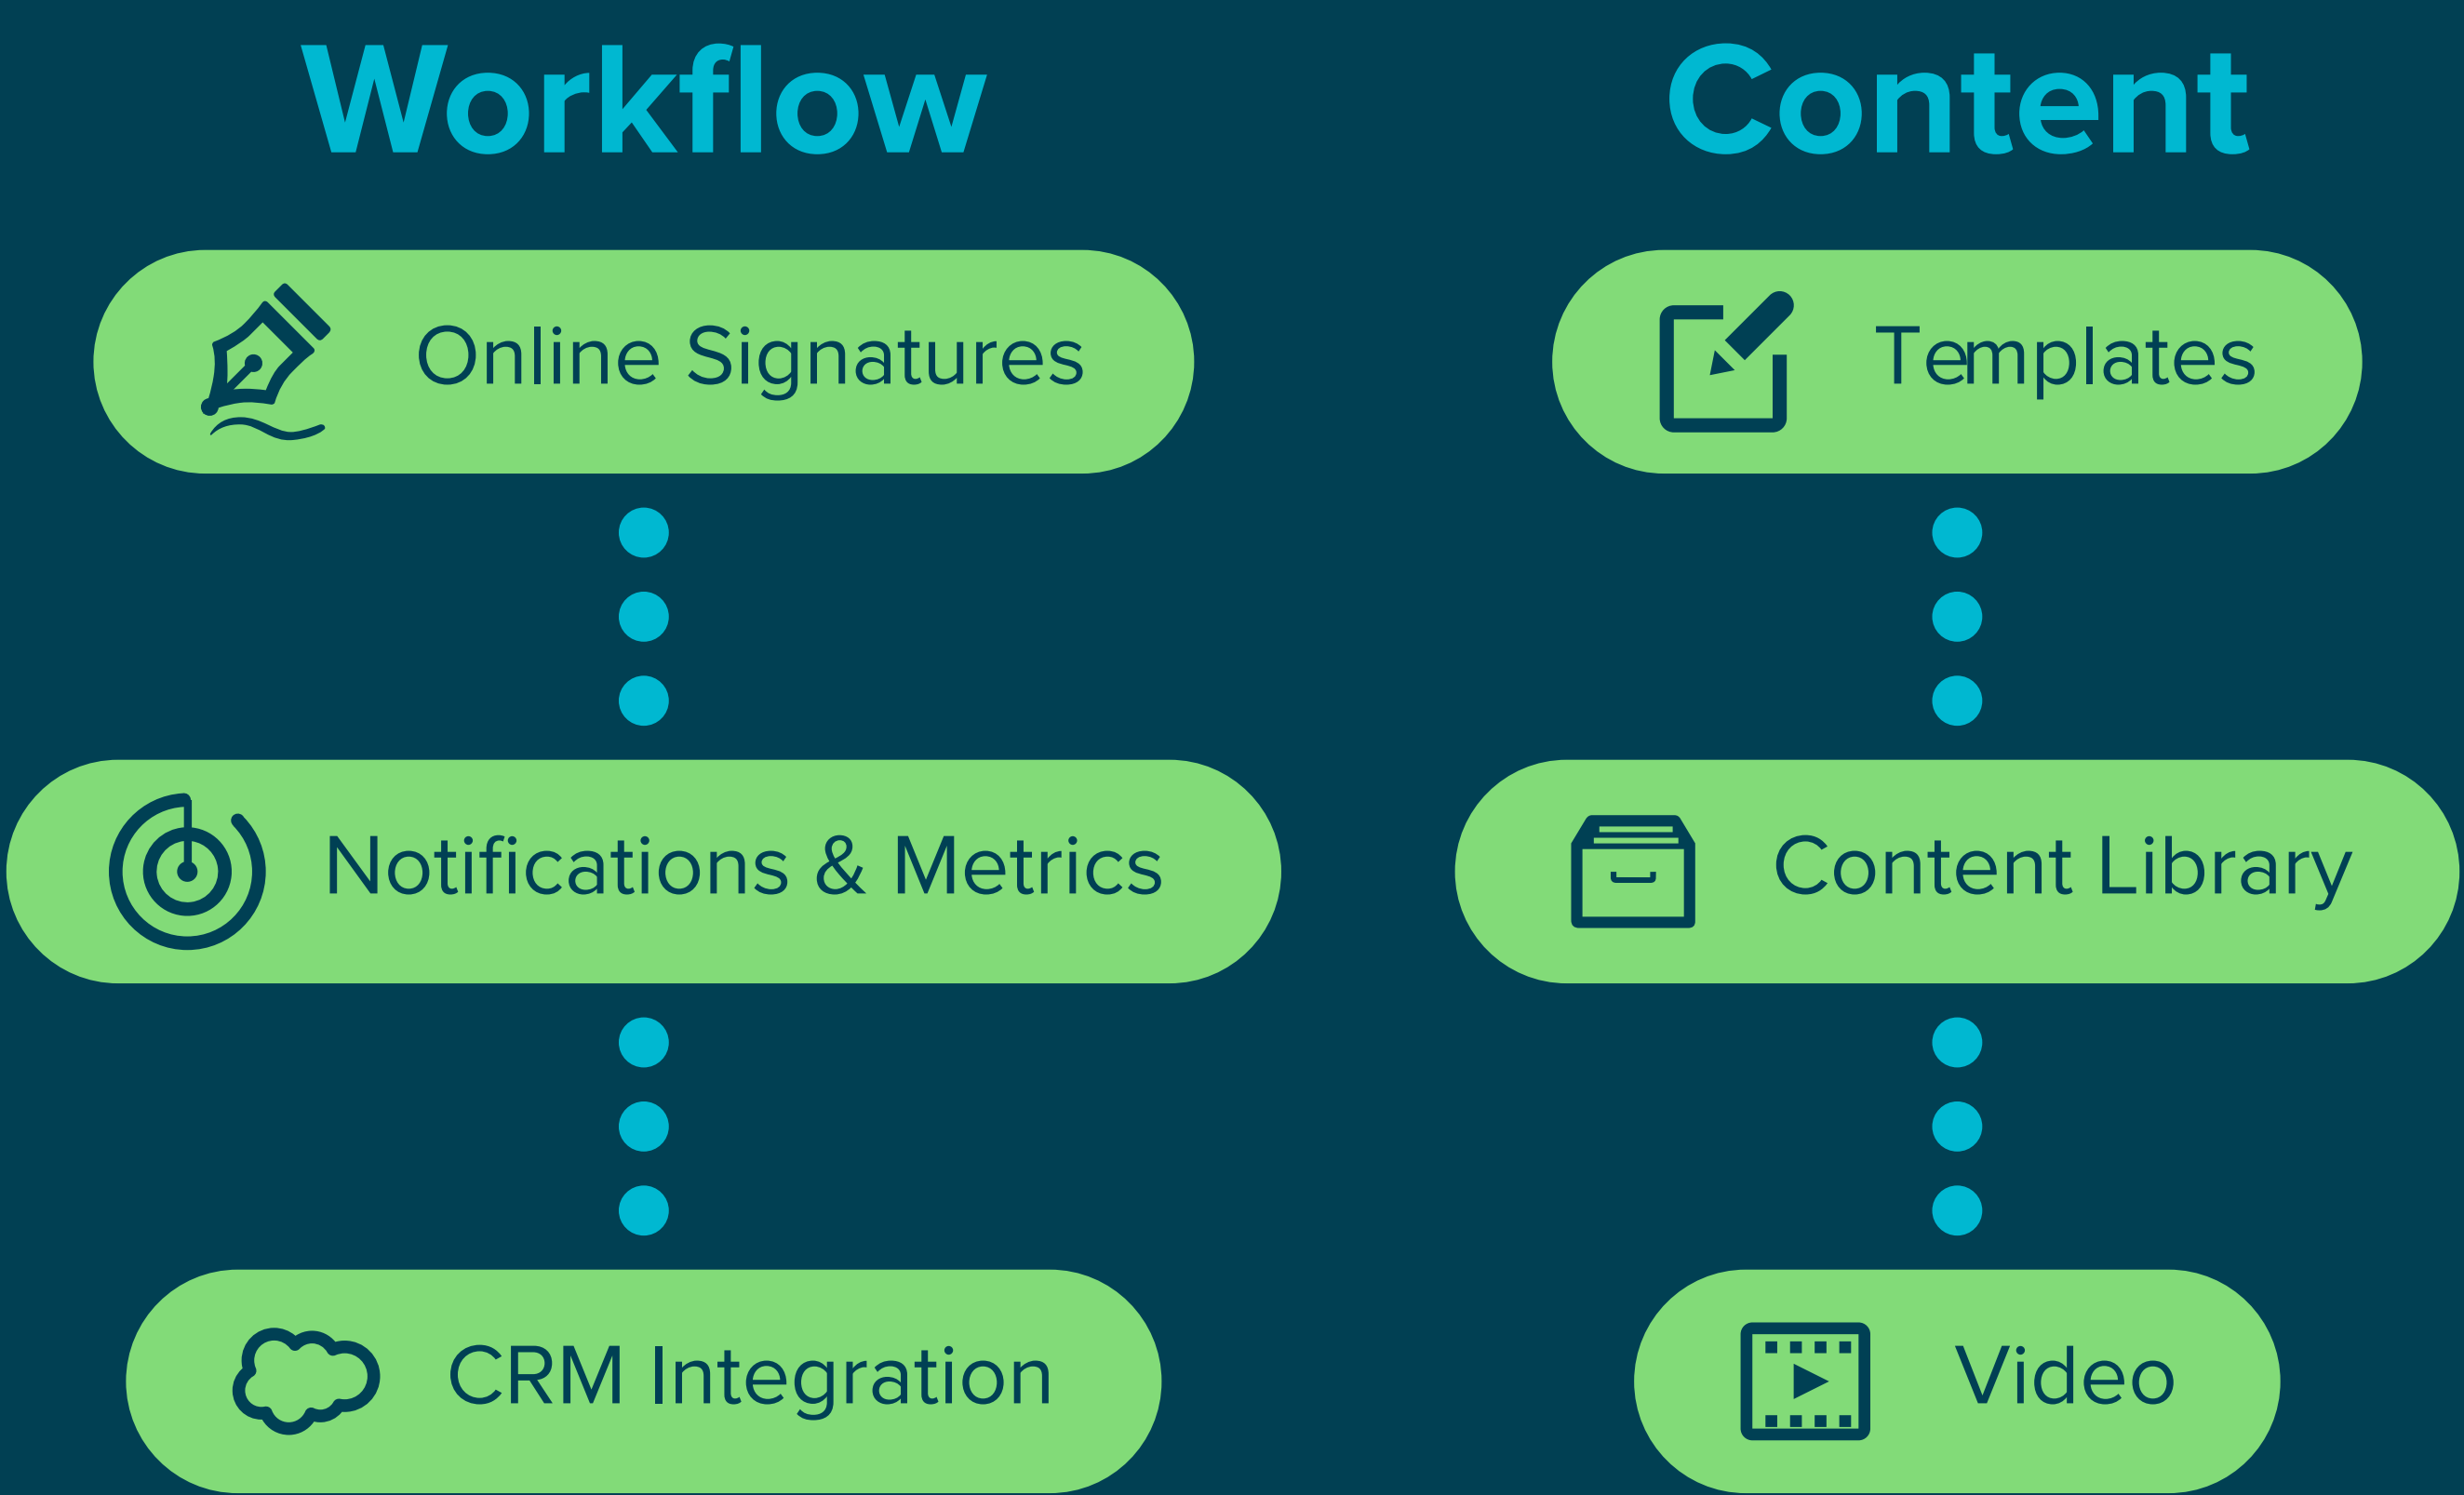 Workflow
Online Signatures
Notifications & Metrics
CRM Integration
Content
Templates
Content Library
Video